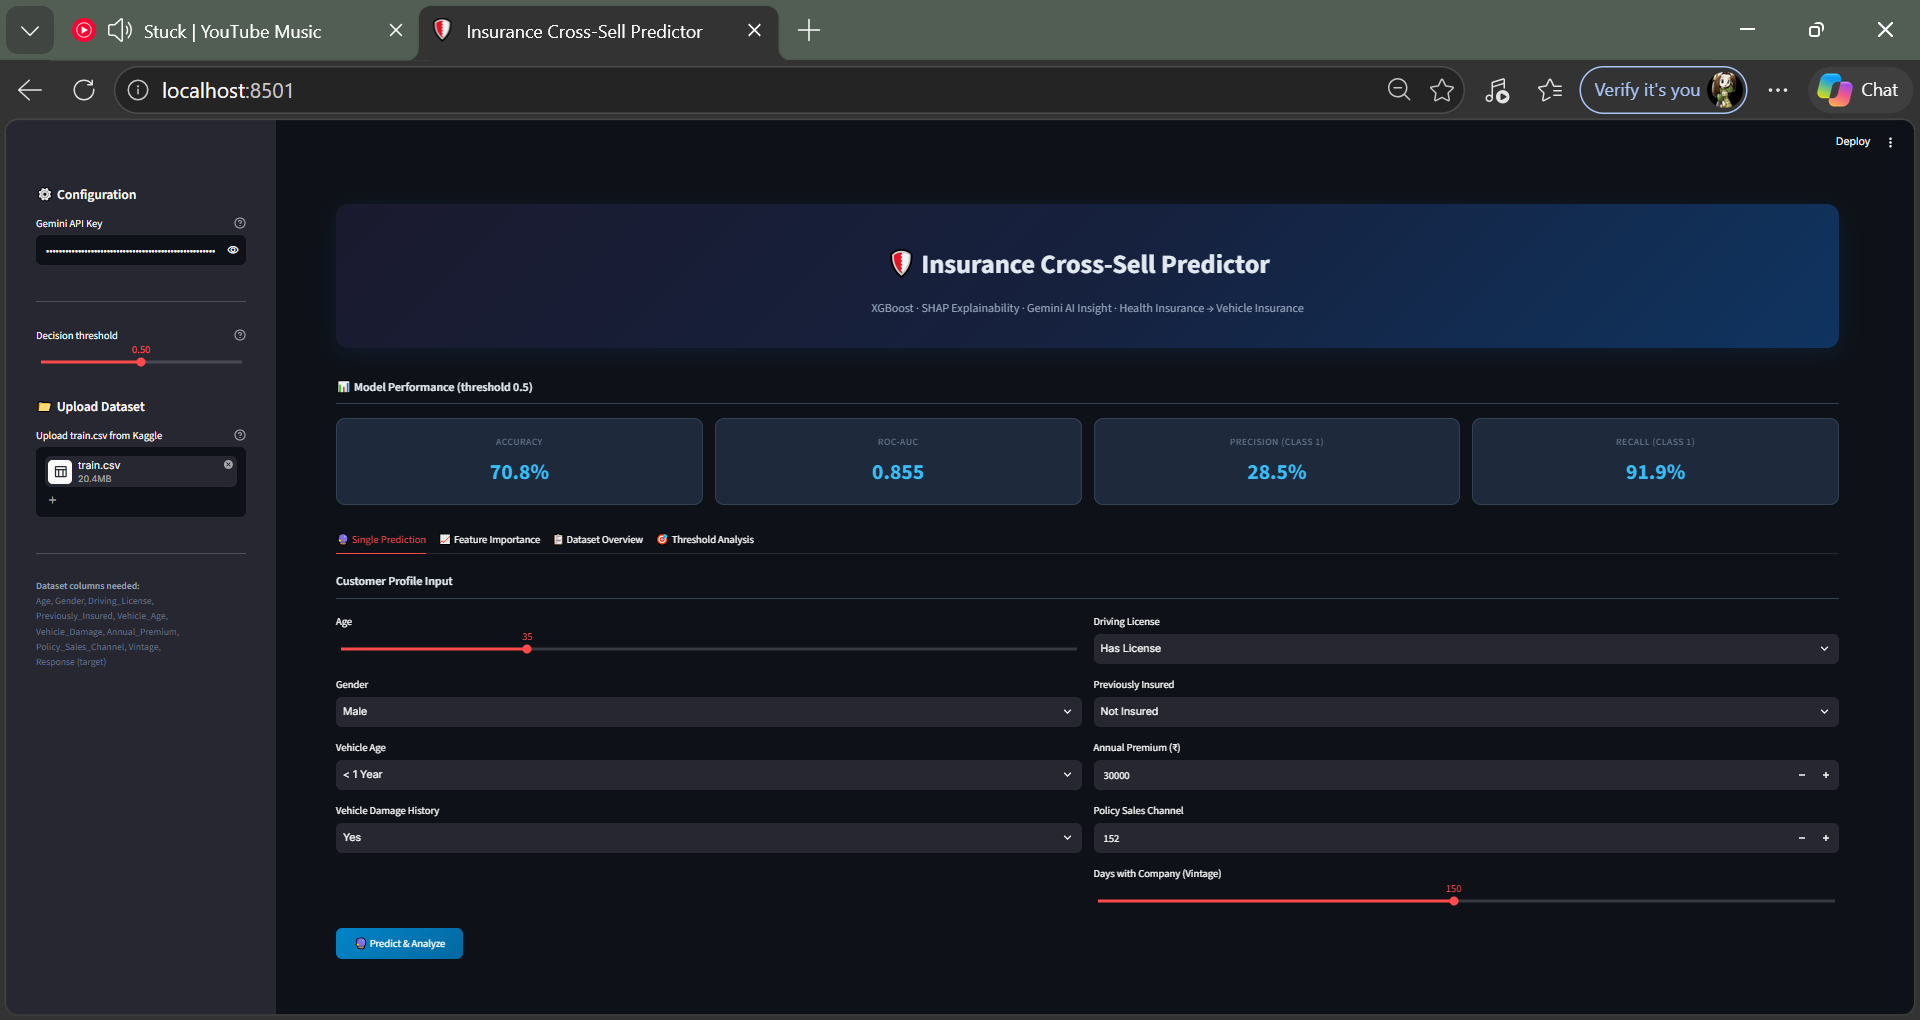 Stuck | YouTube Music
Insurance Cross-Sell Predictor
localhost:8501
Verify it's you
Chat
Deploy
Configuration
Gemini API Key
Decision threshold
0.50
Upload Dataset
Upload train.csv from Kaggle
train.csv
20.4MB
Dataset columns needed:
Age, Gender, Driving_License,
Previously_Insured, Vehicle_Age,
Vehicle_Damage, Annual_Premium,
Policy_Sales_Channel, Vintage,
Response (target)
Insurance Cross-Sell Predictor
XGBoost · SHAP Explainability · Gemini AI Insight · Health Insurance → Vehicle Insurance
Model Performance (threshold 0.5)
ACCURACY
70.8%
ROC-AUC
0.855
PRECISION (CLASS 1)
28.5%
RECALL (CLASS 1)
91.9%
Single Prediction
Feature Importance
Dataset Overview
Threshold Analysis
Customer Profile Input
Age
35
Gender
Male
Vehicle Age
< 1 Year
Vehicle Damage History
Yes
Driving License
Has License
Previously Insured
Not Insured
Annual Premium (₹)
30000
Policy Sales Channel
152
Days with Company (Vintage)
150
Predict & Analyze